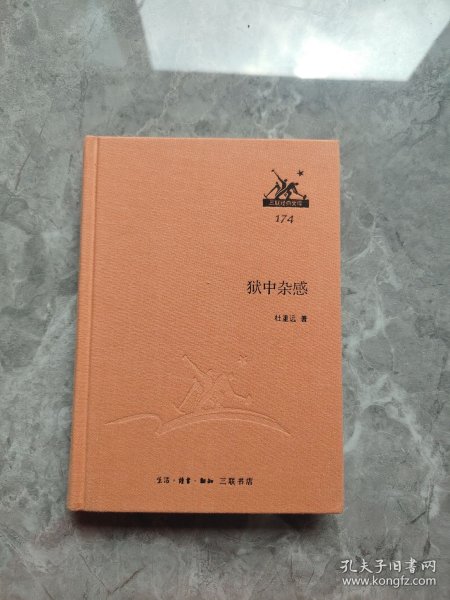 三联经典文库
174
狱中杂感
杜重远 著
生活·读书·新知 三联书店
孔夫子旧书网
www.kongfz.com